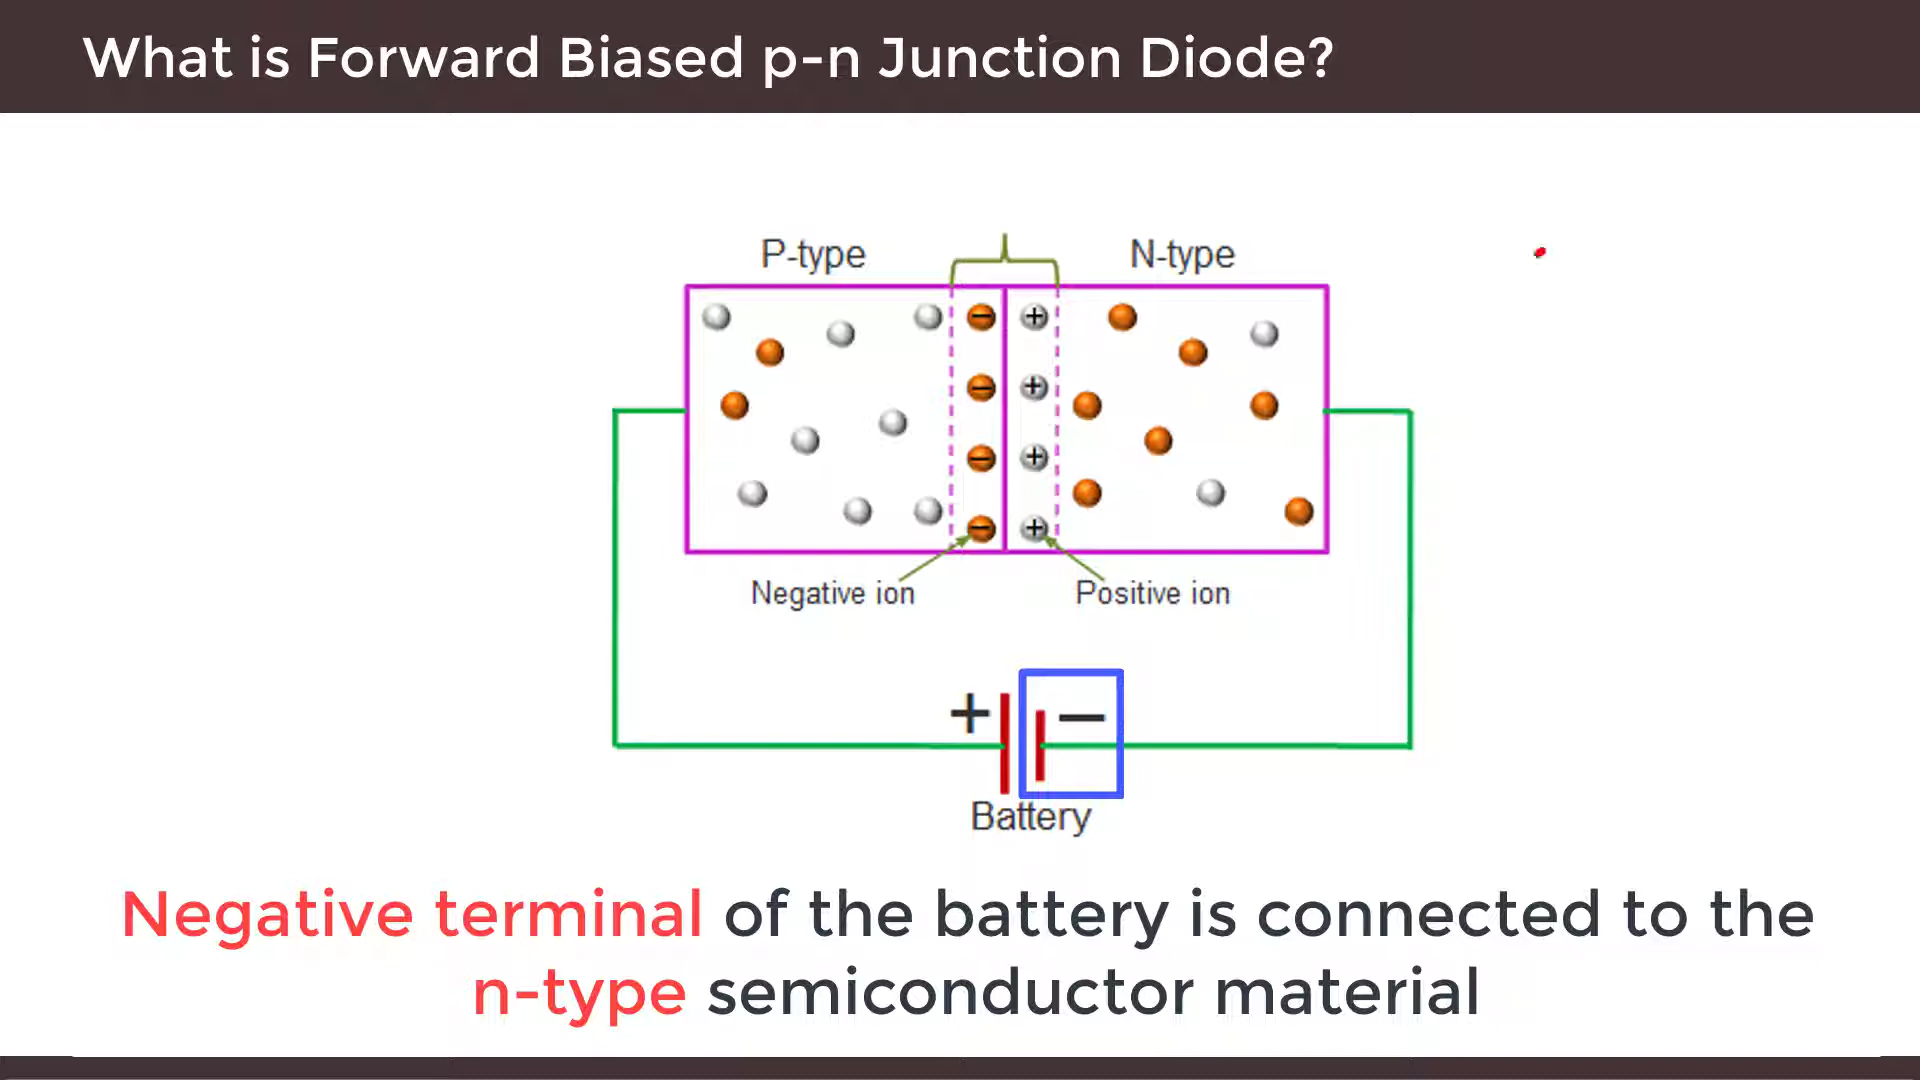 What is Forward Biased p-n Junction Diode?
P-type
N-type
Negative ion
Positive ion
+
−
Battery
Negative terminal of the battery is connected to the
n-type semiconductor material